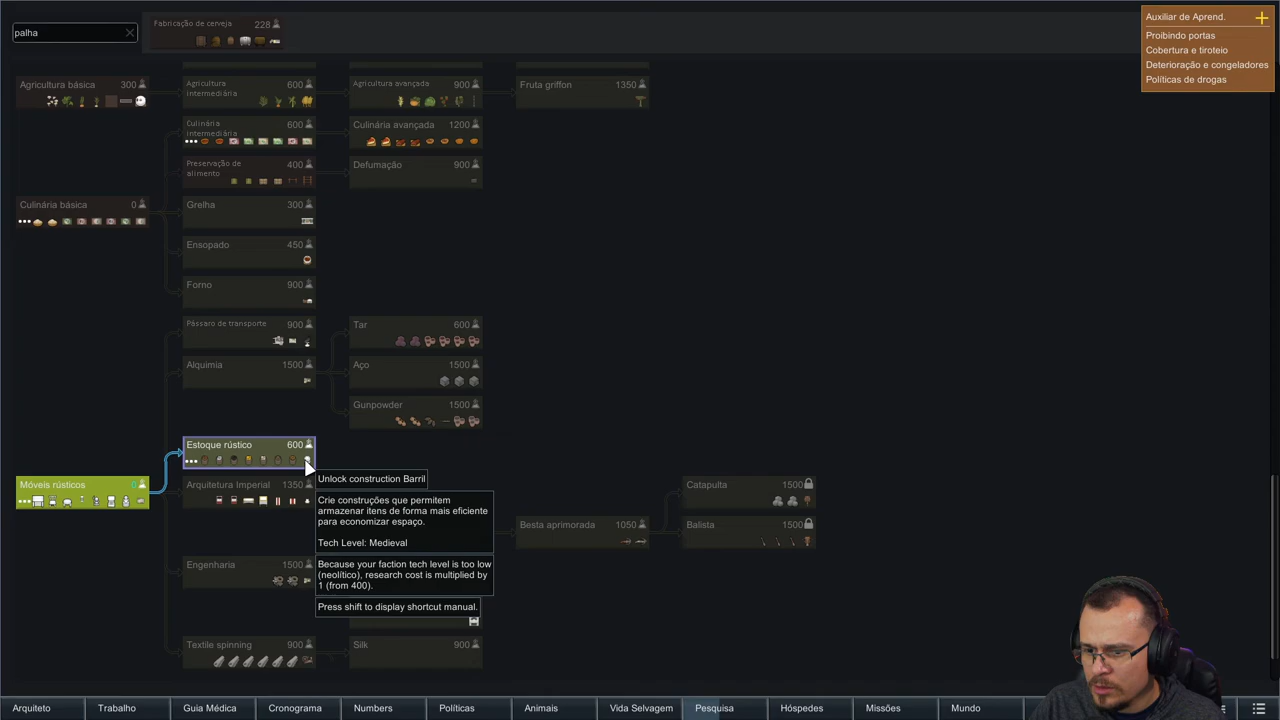 palha
Fabricação de cerveja 228
Auxiliar de Aprend.
Proibindo portas
Cobertura e tiroteio
Deterioração e congeladores
Políticas de drogas
Agricultura básica 300
Agricultura intermediária 600
Agricultura avançada 900
Fruta griffon 1350
Culinária intermediária 600
Culinária avançada 1200
Preservação de alimento 400
Defumação 900
Culinária básica 0
Grelha 300
Ensopado 450
Forno 900
Pássaro de transporte 900
Tar 600
Alquimia 1500
Aço 1500
Gunpowder 1500
Estoque rústico 600
Móveis rústicos 0
Arquitetura Imperial 1350
Unlock construction Barril
Crie construções que permitem
armazenar itens de forma mais eficiente
para economizar espaço.
Tech Level: Medieval
Because your faction tech level is too low
(neolítico), research cost is multiplied by
1 (from 400).
Press shift to display shortcut manual.
Catapulta 1500
Besta aprimorada 1050
Balista 1500
Engenharia 1500
Textile spinning 900
Silk 900
Arquiteto
Trabalho
Guia Médica
Cronograma
Numbers
Políticas
Animais
Vida Selvagem
Pesquisa
Hóspedes
Missões
Mundo